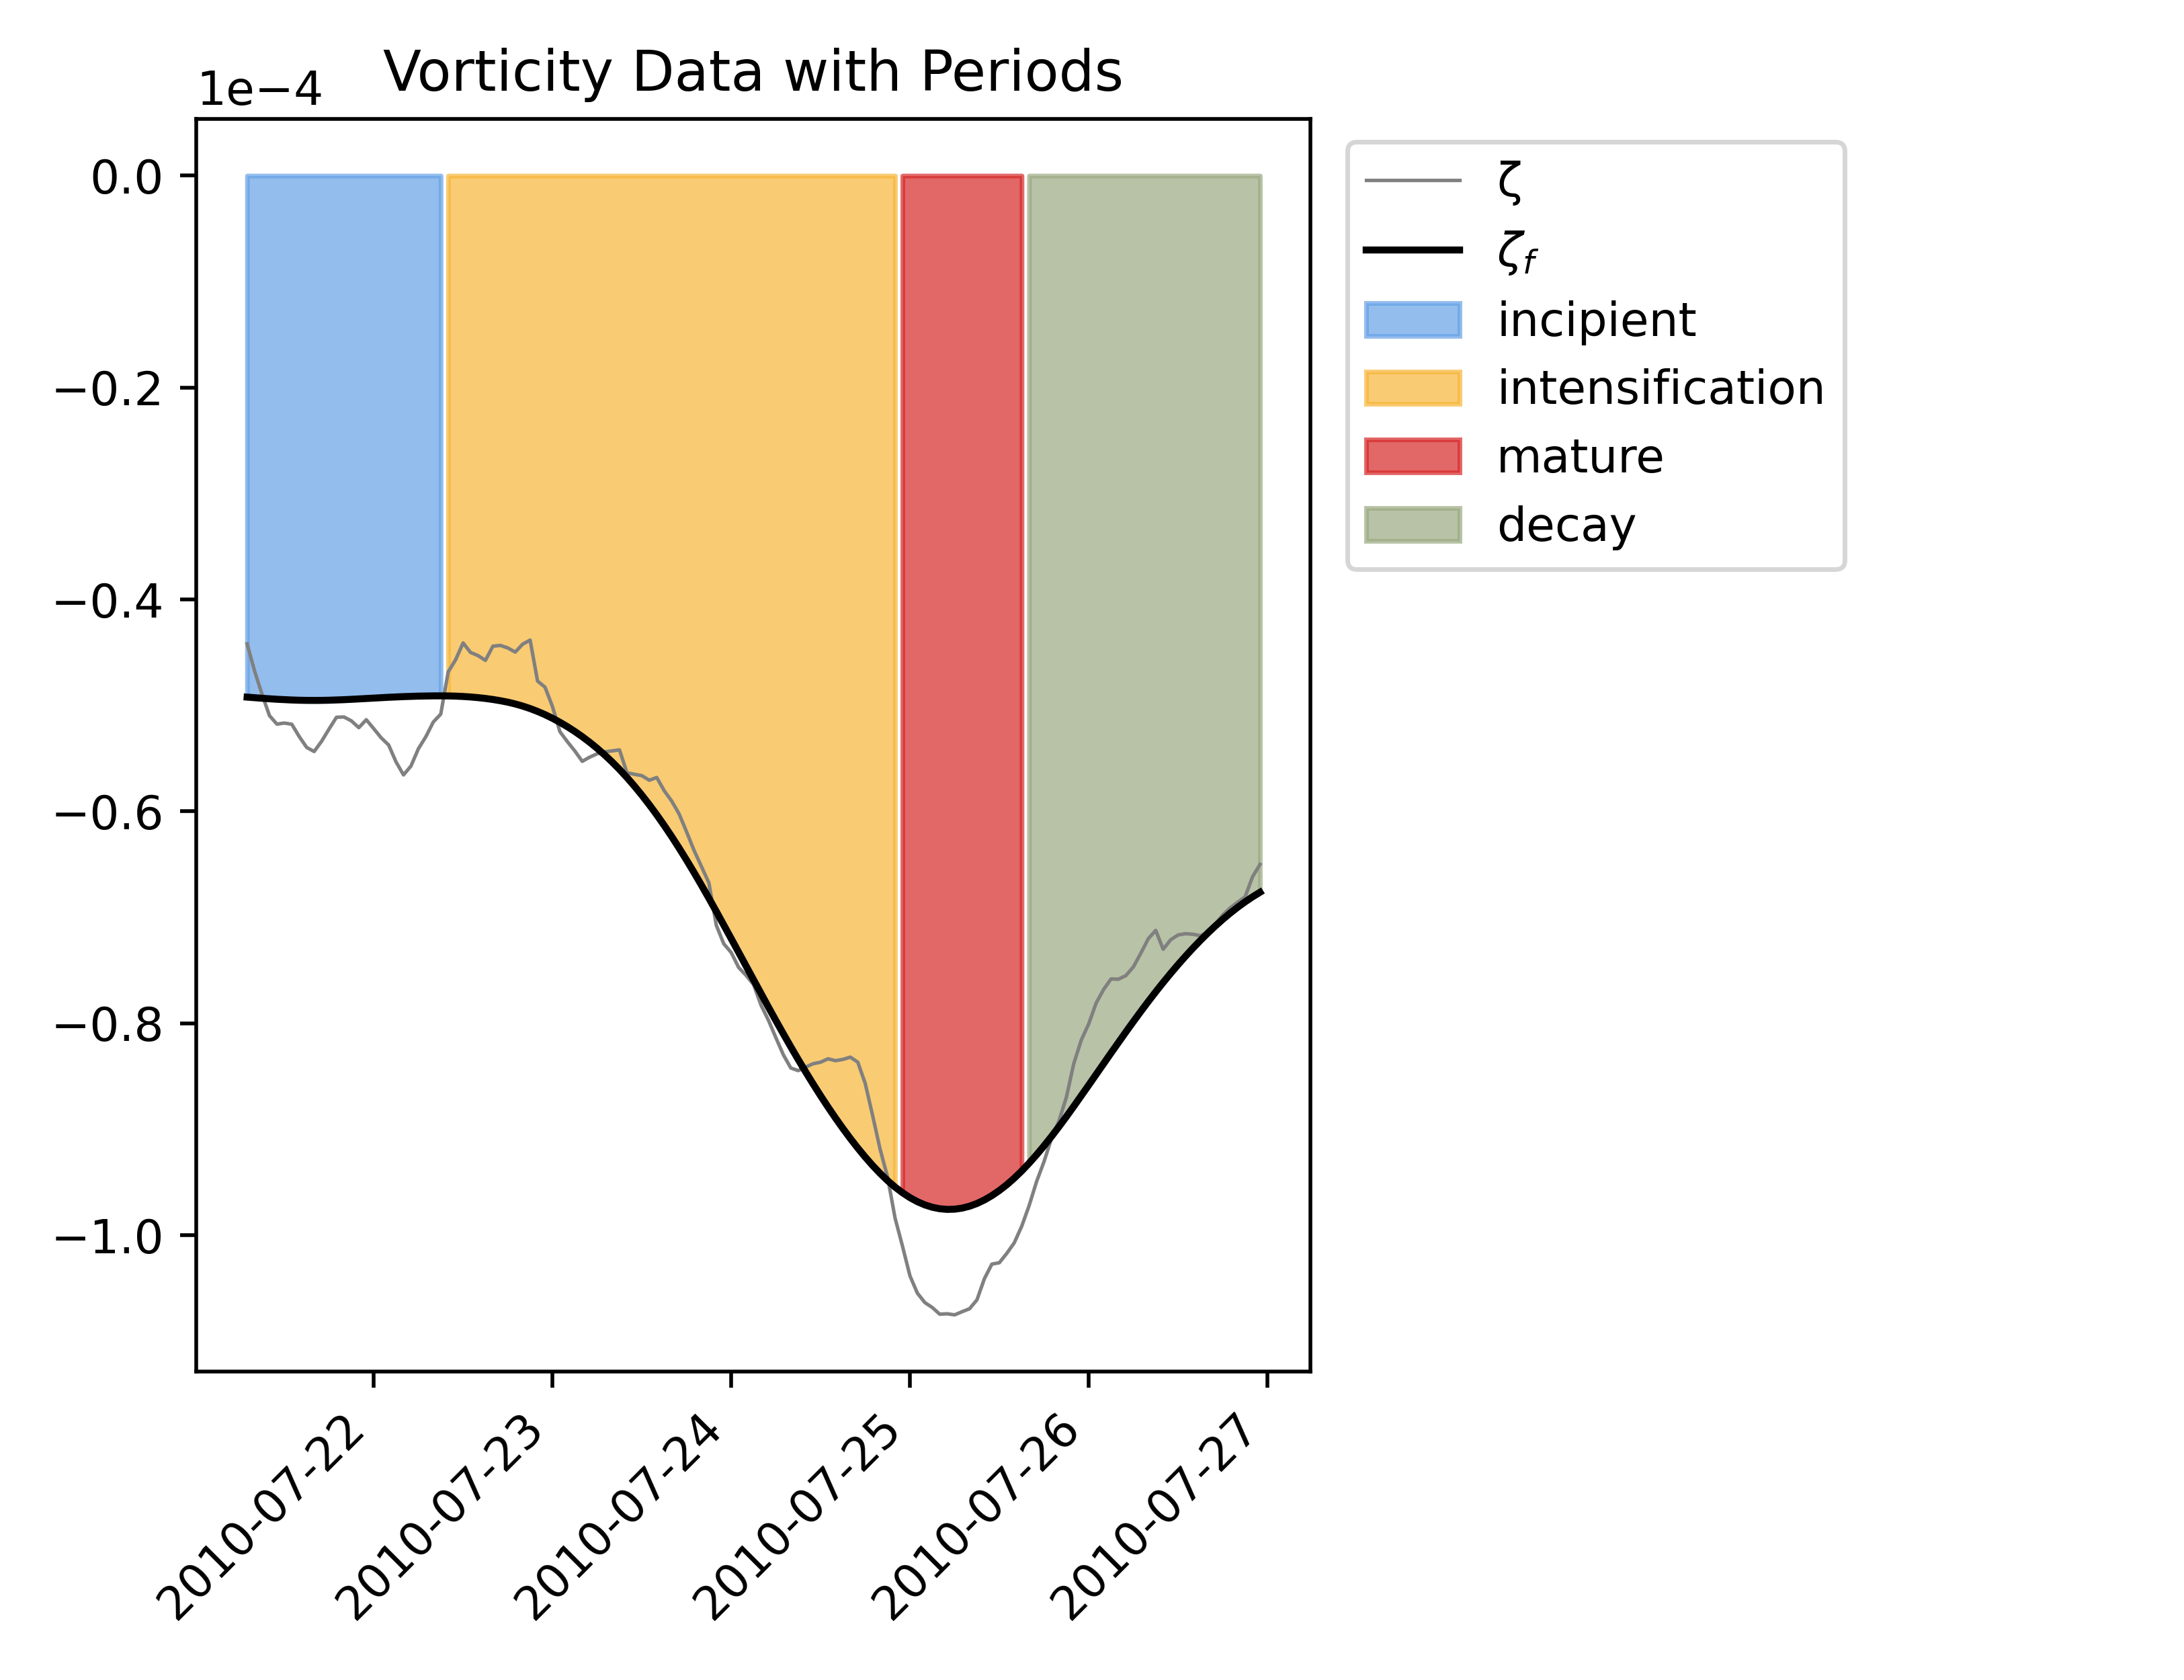 Vorticity Data with Periods
1e−4
0.0
−0.2
−0.4
−0.6
−0.8
−1.0
2010-07-22
2010-07-23
2010-07-24
2010-07-25
2010-07-26
2010-07-27
ζ
ζf
incipient
intensification
mature
decay